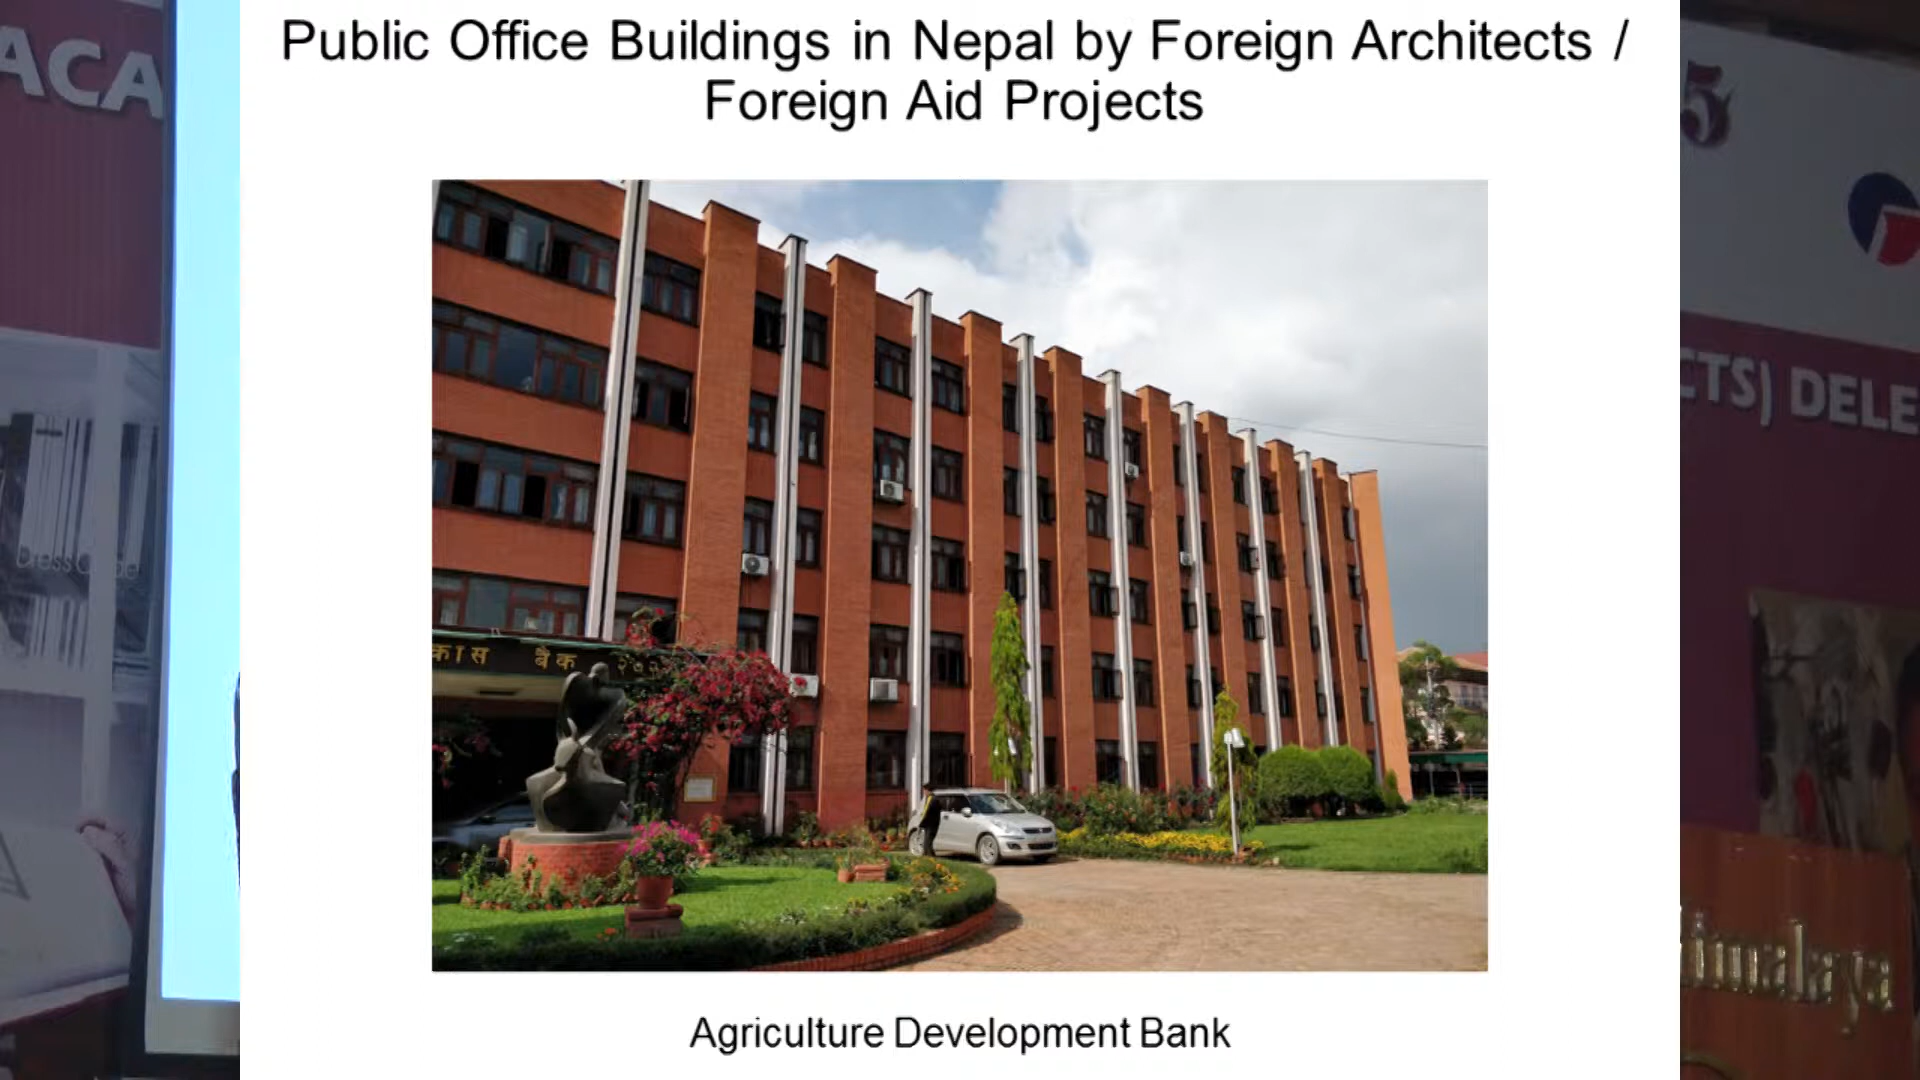 Public Office Buildings in Nepal by Foreign Architects /
Foreign Aid Projects
ACA
5
CTS) DELE
Dress Code
कास बैंक
Agriculture Development Bank